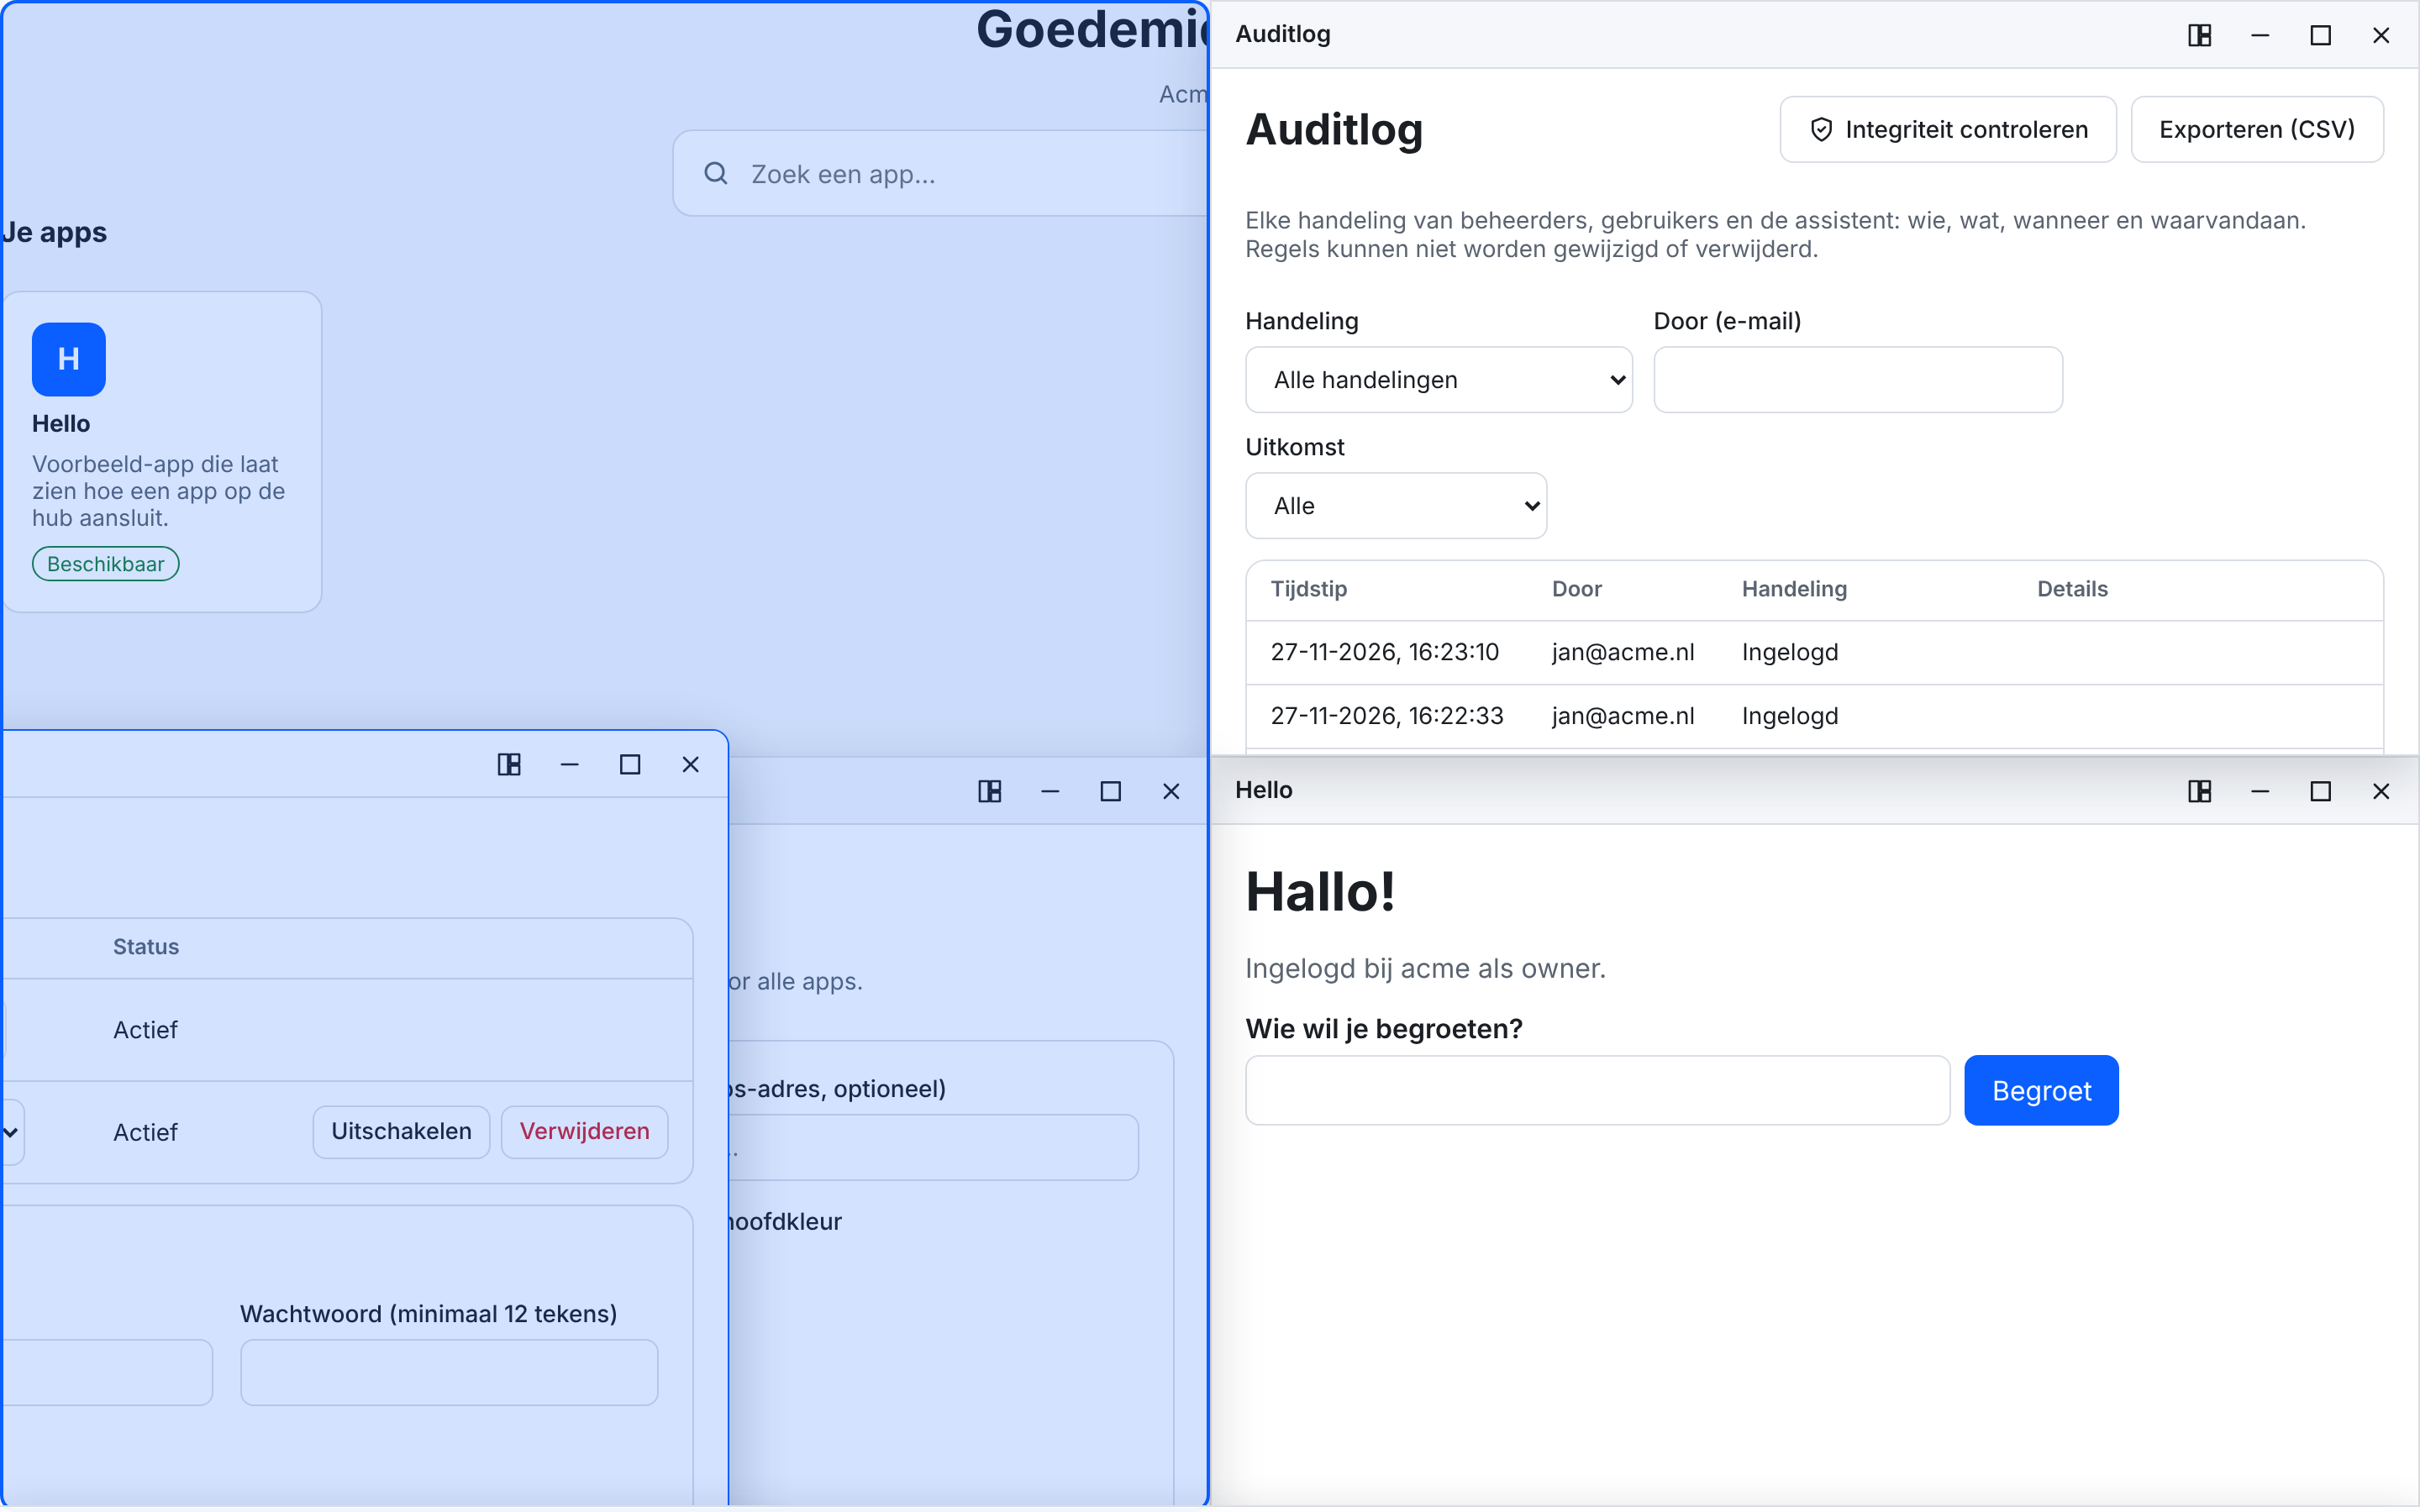 Je apps
Zoek een app...
H
Hello
Voorbeeld-app die laat
zien hoe een app op de
hub aansluit.
Beschikbaar
Status
Actief
Actief
Uitschakelen
Verwijderen
Wachtwoord (minimaal 12 tekens)
alle apps.
-adres, optioneel)
hoofdkleur
Auditlog
Auditlog
Integriteit controleren
Exporteren (CSV)
Elke handeling van beheerders, gebruikers en de assistent: wie, wat, wanneer en waarvandaan.
Regels kunnen niet worden gewijzigd of verwijderd.
Handeling
Door (e-mail)
Alle handelingen
Uitkomst
Alle
Tijdstip Door Handeling Details
27-11-2026, 16:23:10 jan@acme.nl Ingelogd
27-11-2026, 16:22:33 jan@acme.nl Ingelogd
Hello
Hallo!
Ingelogd bij acme als owner.
Wie wil je begroeten?
Begroet